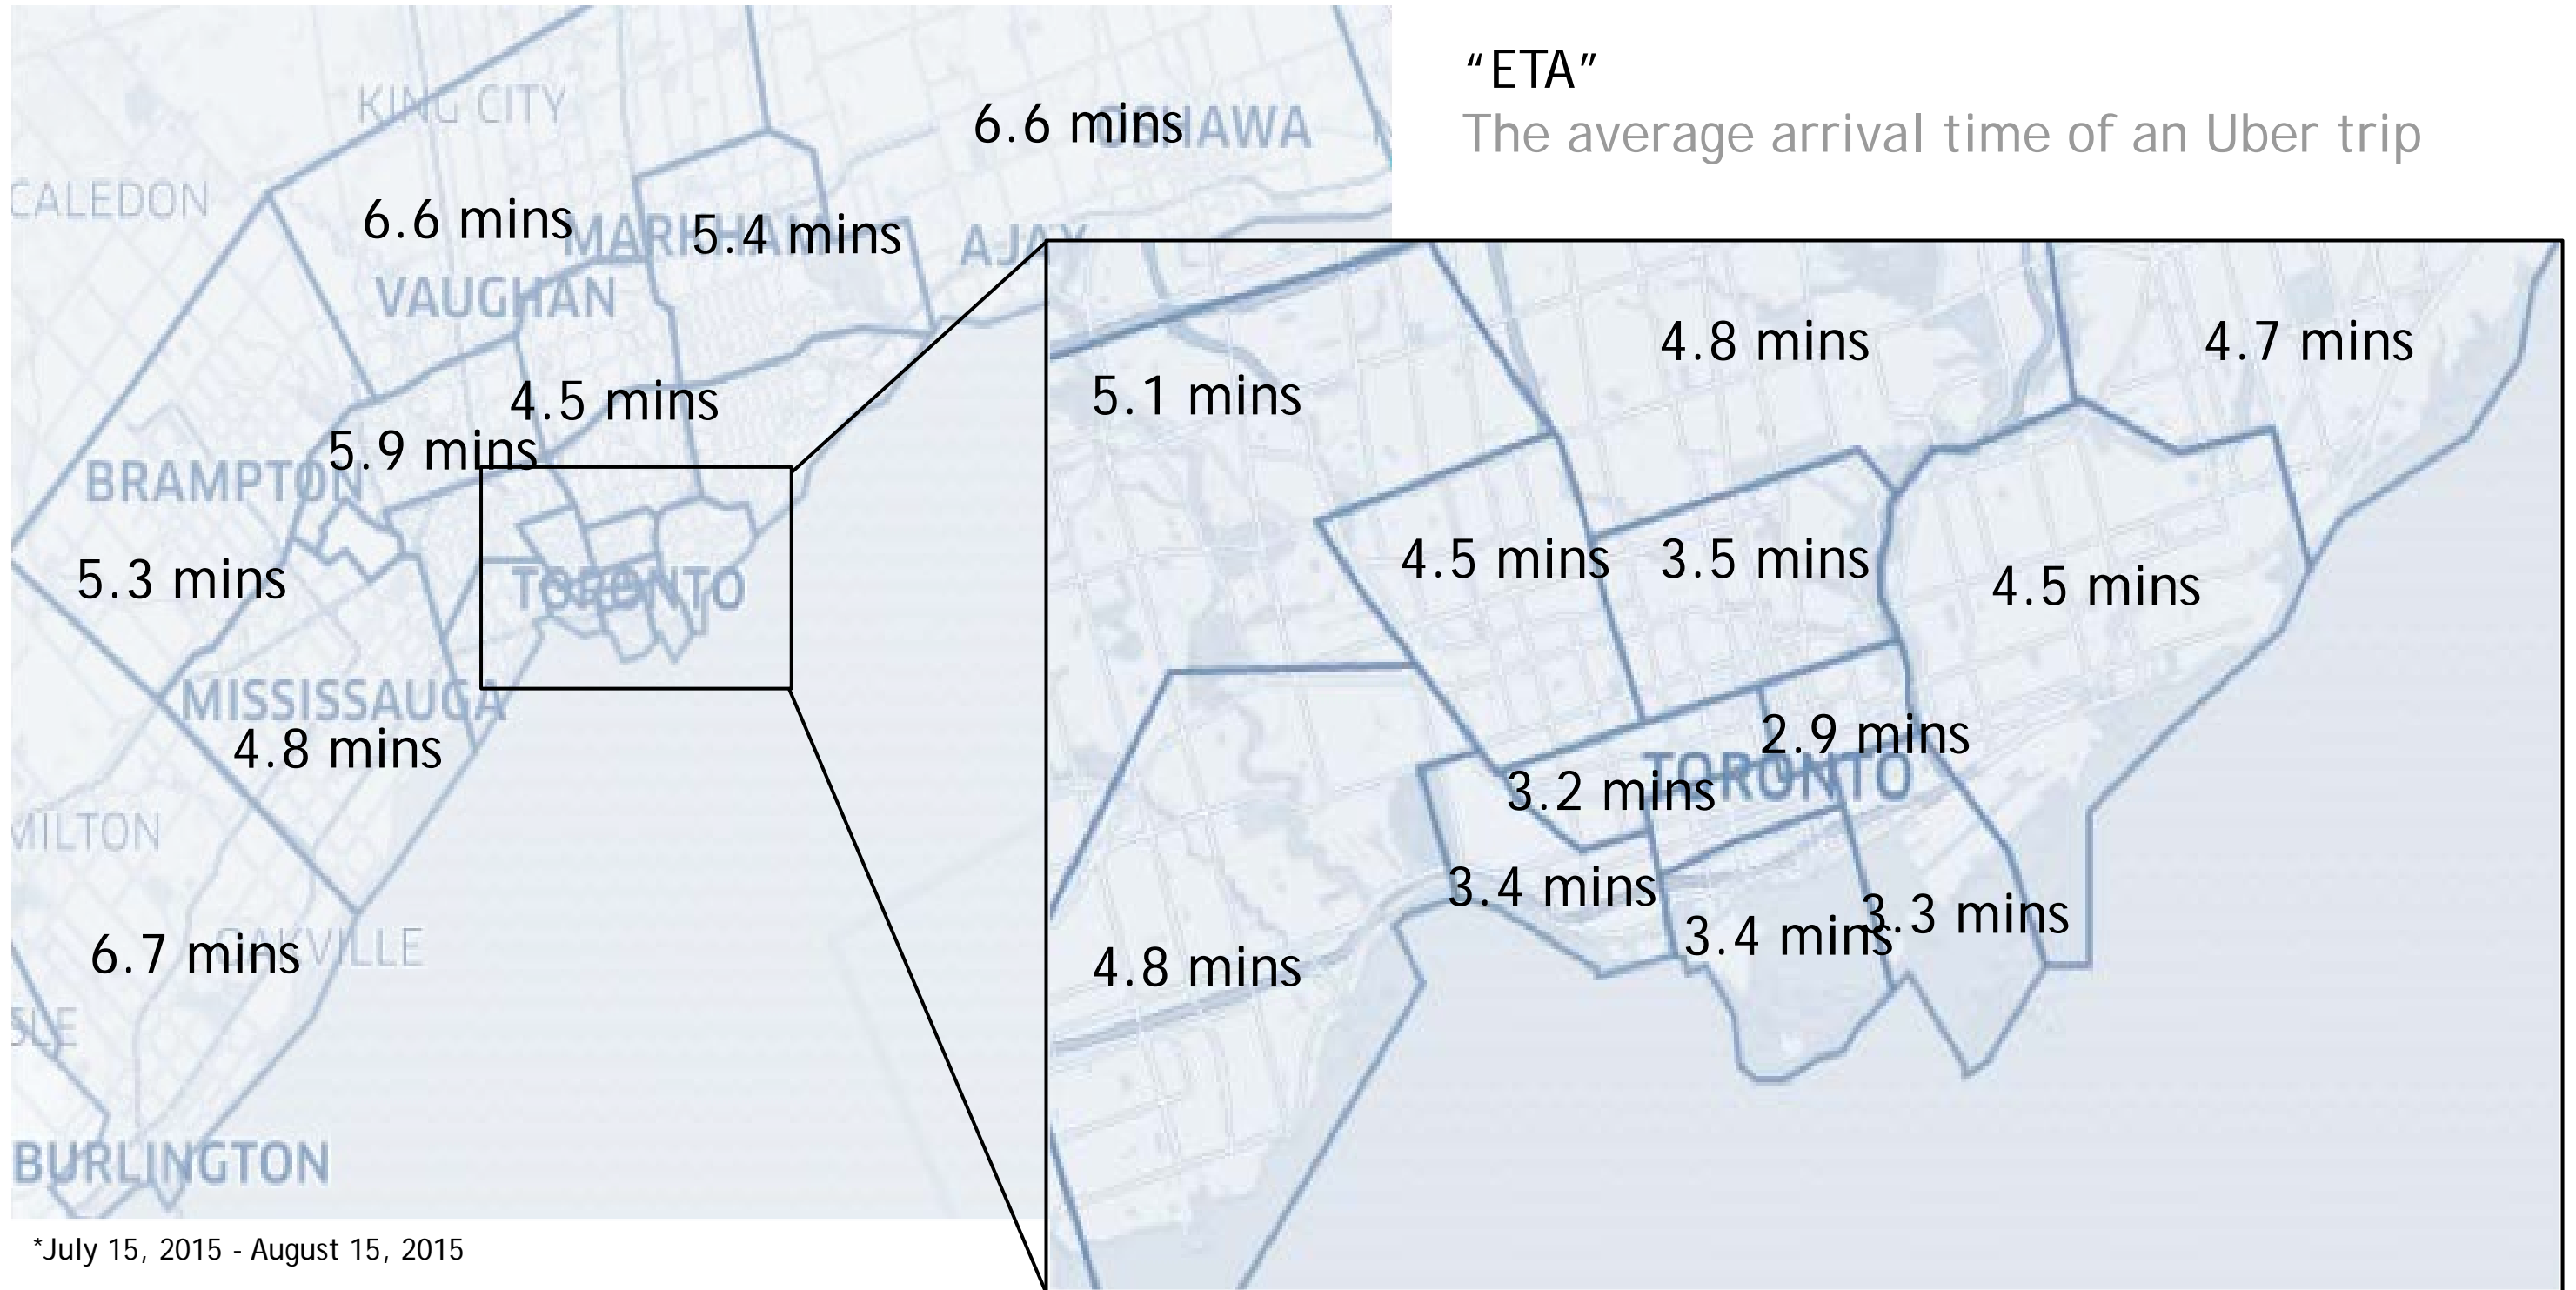 “ETA”
The average arrival time of an Uber trip
KING CITY
6.6 mins
CALEDON
6.6 mins
MARKHAM
5.4 mins
AJAX
VAUGHAN
4.5 mins
5.9 mins
BRAMPTON
5.3 mins
TORONTO
MISSISSAUGA
4.8 mins
MILTON
6.7 mins
OAKVILLE
BURLINGTON
4.8 mins
4.7 mins
5.1 mins
4.5 mins
3.5 mins
4.5 mins
2.9 mins
TORONTO
3.2 mins
3.4 mins
3.4 mins
3.3 mins
4.8 mins
*July 15, 2015 - August 15, 2015